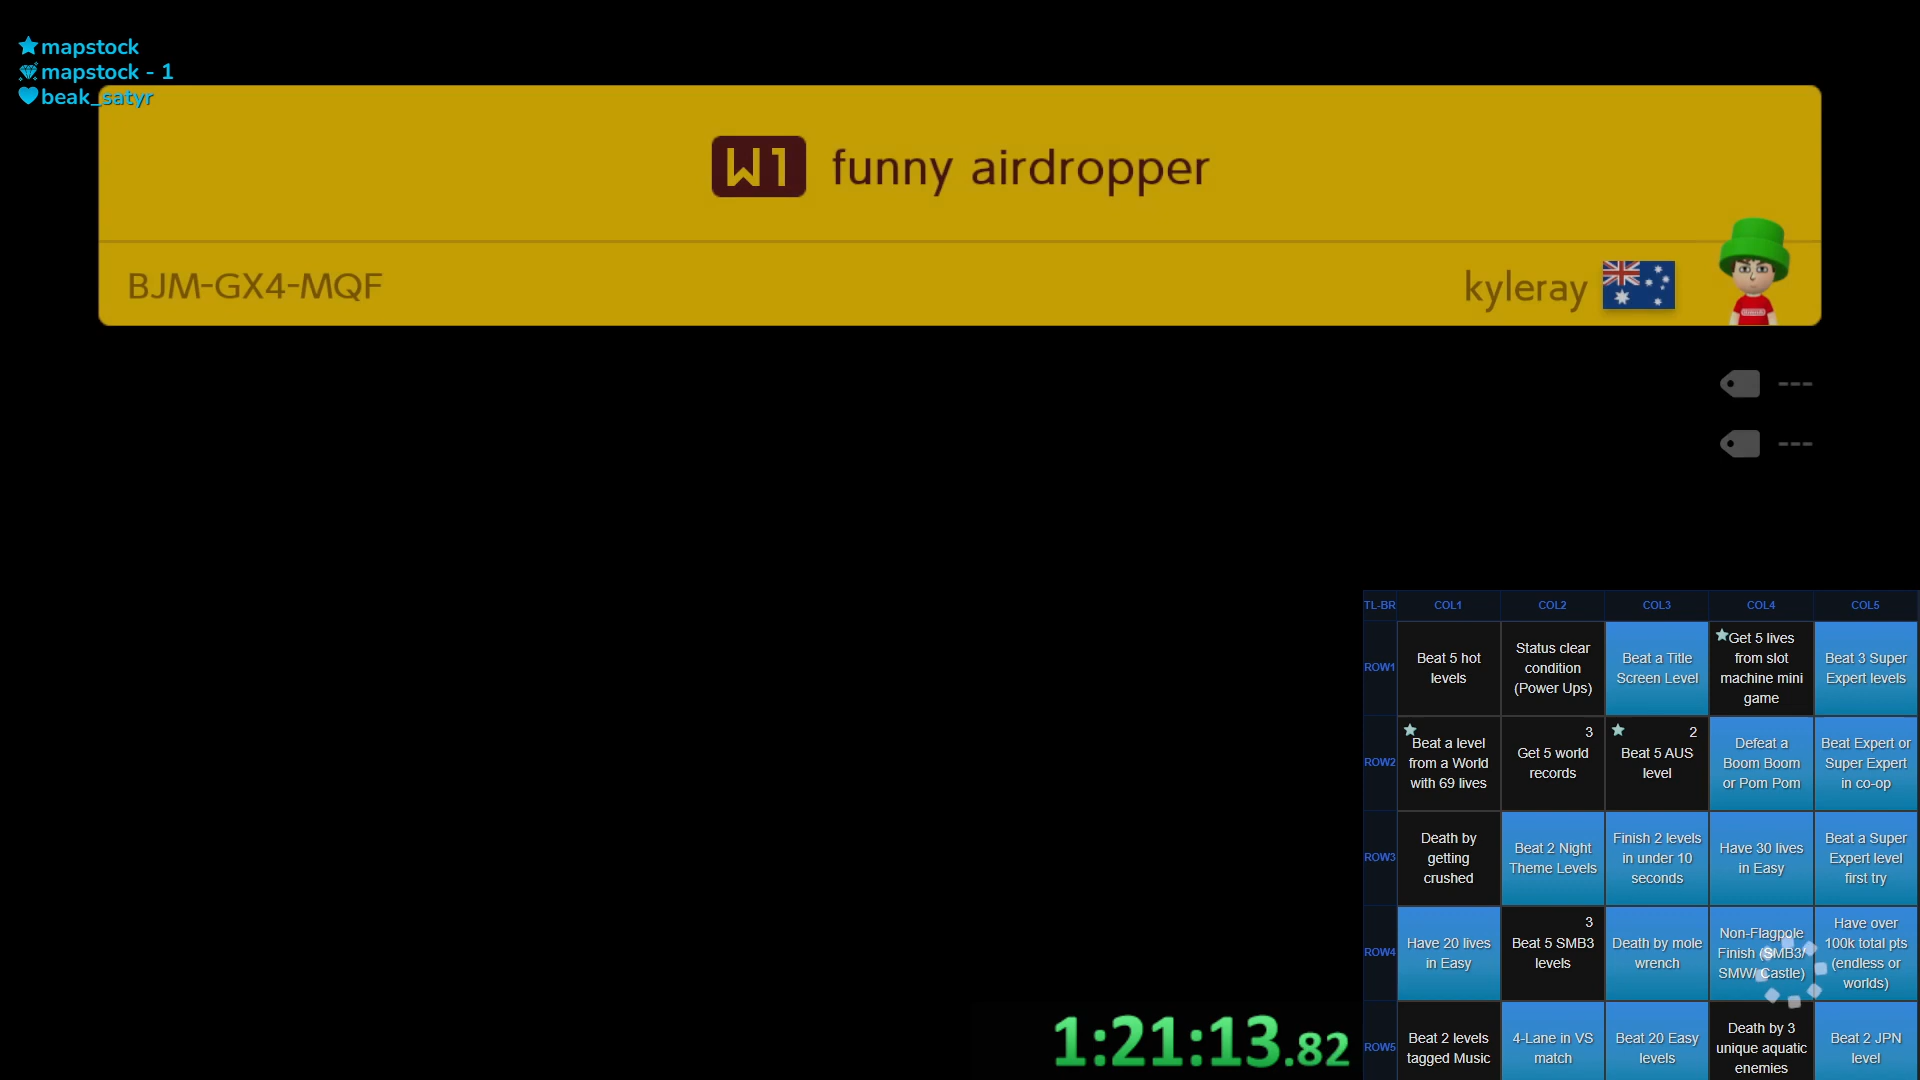 mapstock
mapstock - 1
beak_satyr
W1 funny airdropper
BJM-GX4-MQF
kyleray
---
---
TL-BR COL1 COL2 COL3 COL4 COL5
ROW1
Beat 5 hot
levels
Status clear
condition
(Power Ups)
Beat a Title
Screen Level
Get 5 lives
from slot
machine mini
game
Beat 3 Super
Expert levels
ROW2
Beat a level
from a World
with 69 lives
3
Get 5 world
records
2
Beat 5 AUS
level
Defeat a
Boom Boom
or Pom Pom
Beat Expert or
Super Expert
in co-op
ROW3
Death by
getting
crushed
Beat 2 Night
Theme Levels
Finish 2 levels
in under 10
seconds
Have 30 lives
in Easy
Beat a Super
Expert level
first try
ROW4
Have 20 lives
in Easy
3
Beat 5 SMB3
levels
Death by mole
wrench
Non-Flagpole
Finish (SMB3/
SMW/ Castle)
Have over
100k total pts
(endless or
worlds)
ROW5
Beat 2 levels
tagged Music
4-Lane in VS
match
Beat 20 Easy
levels
Death by 3
unique aquatic
enemies
Beat 2 JPN
level
1:21:13.82